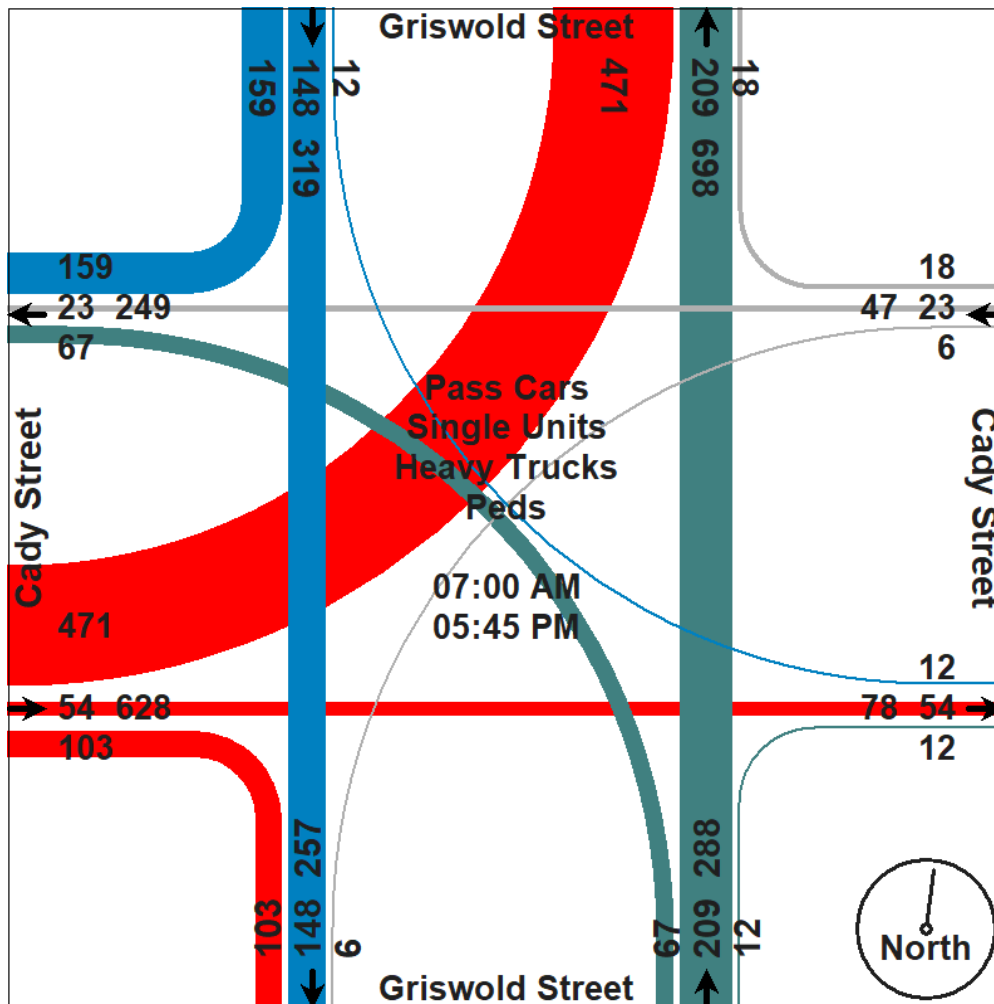 Griswold Street
159
148 319
12
471
209 698
18
159
23 249
67
18
47 23
6
Pass Cars
Single Units
Heavy Trucks
Peds
07:00 AM
05:45 PM
Cady Street
Cady Street
471
54 628
103
12
78 54
12
103
148 257
6
67
209 288
12
North
Griswold Street